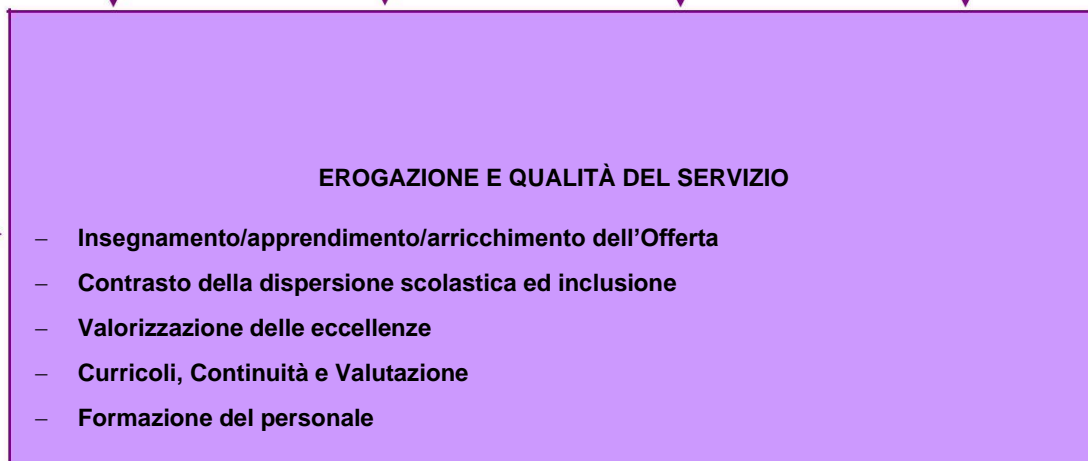 EROGAZIONE E QUALITÀ DEL SERVIZIO
– Insegnamento/apprendimento/arricchimento dell’Offerta
– Contrasto della dispersione scolastica ed inclusione
– Valorizzazione delle eccellenze
– Curricoli, Continuità e Valutazione
– Formazione del personale